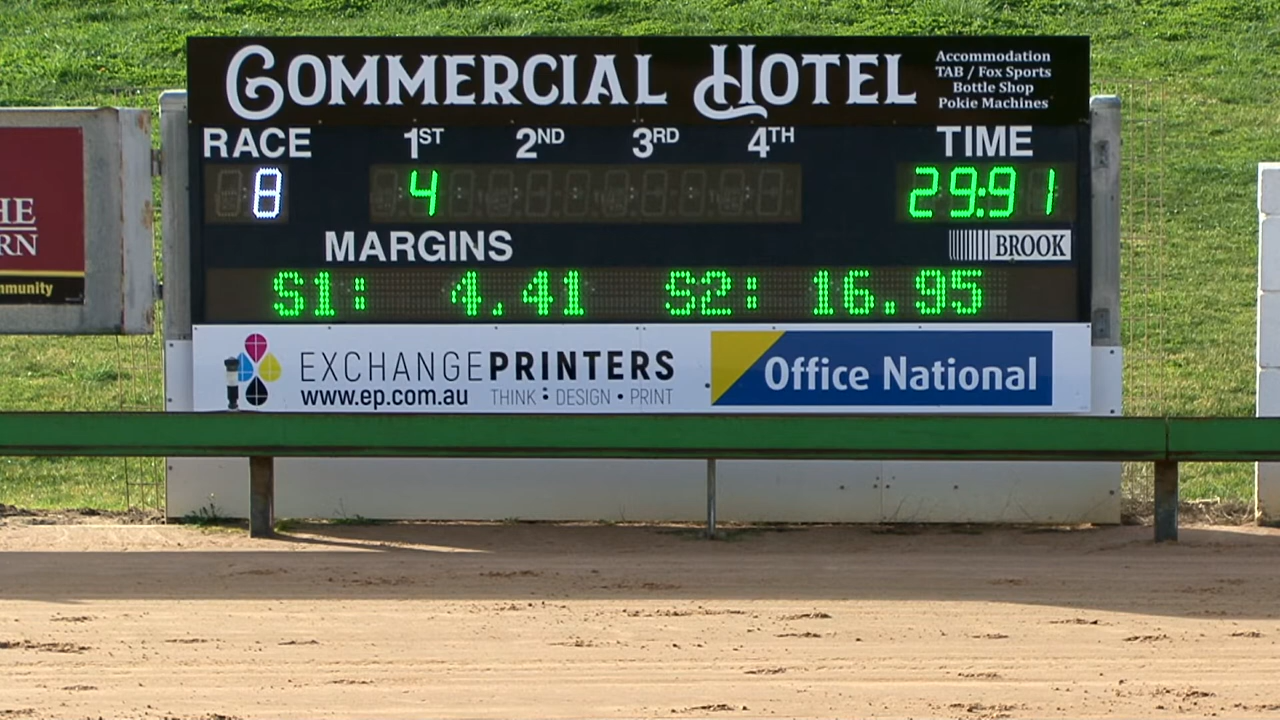 COMMERCIAL HOTEL
Accommodation
TAB / Fox Sports
Bottle Shop
Pokie Machines
RACE 1ST 2ND 3RD 4TH TIME
8 4 29:91
MARGINS
BROOK
S1: 4.41 S2: 16.95
HE
RN
mmunity
EXCHANGEPRINTERS
www.ep.com.au THINK : DESIGN • PRINT
Office National